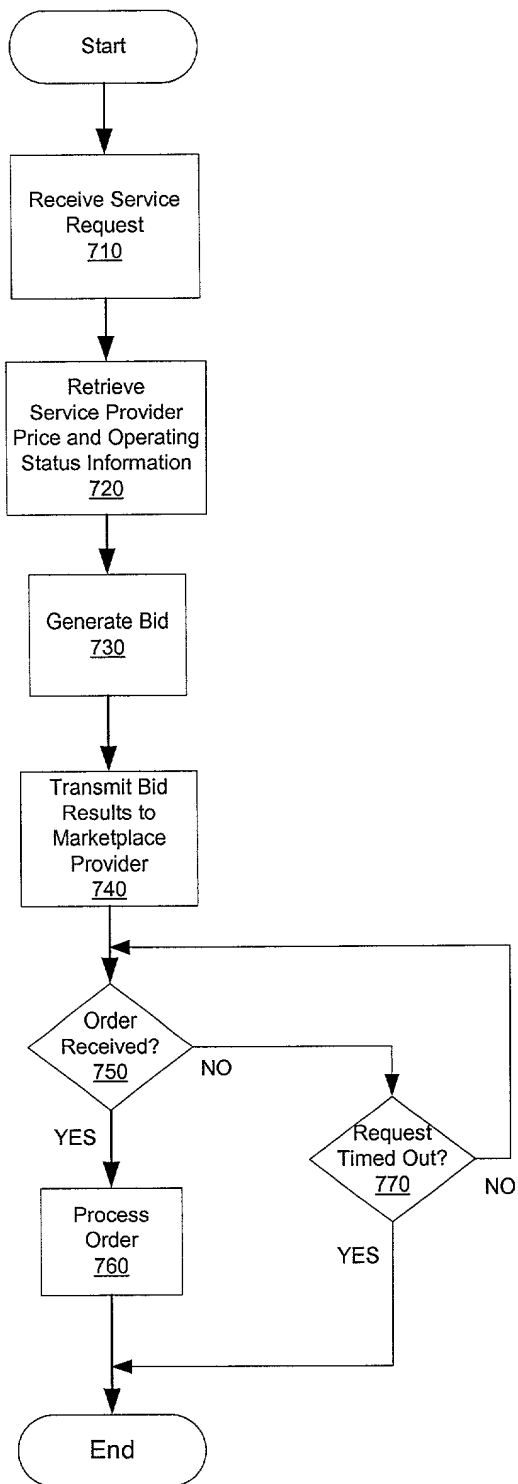 Start
Receive Service
Request
710
Retrieve
Service Provider
Price and Operating
Status Information
720
Generate Bid
730
Transmit Bid
Results to
Marketplace
Provider
740
Order
Received?
750
NO
YES
Request
Timed Out?
770
NO
YES
Process
Order
760
End